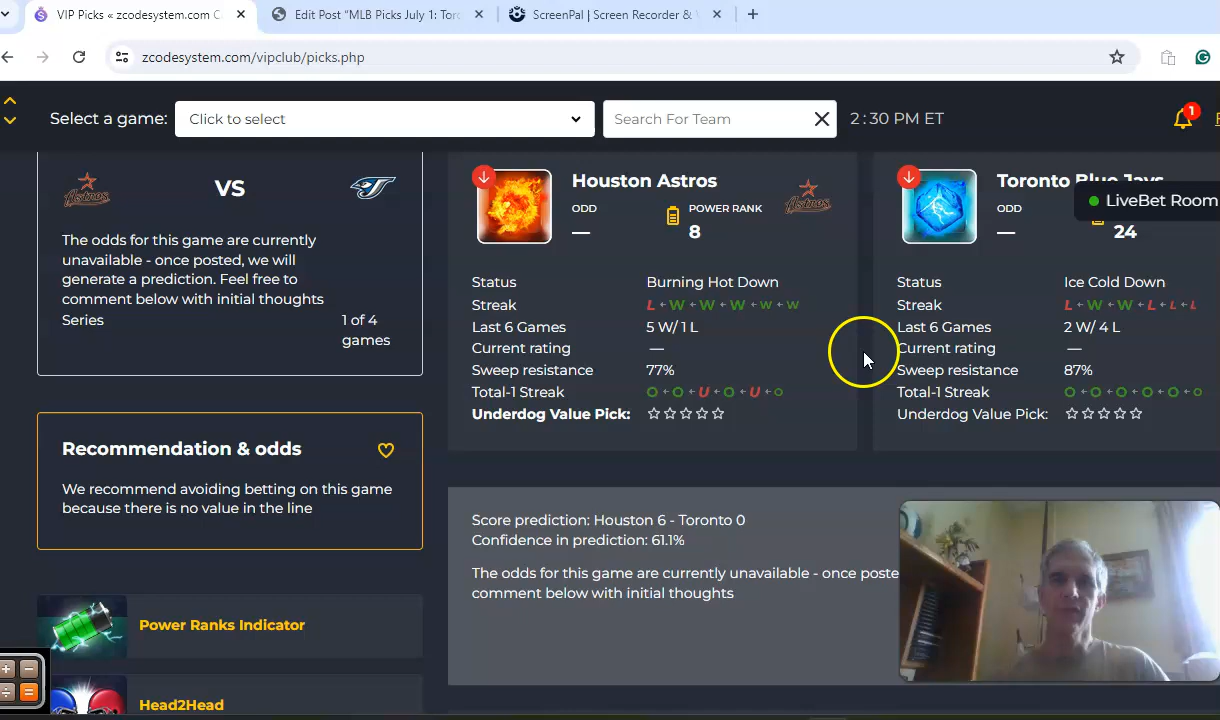 VIP Picks « zcodesystem.com C
Edit Post "MLB Picks July 1: Tor
ScreenPal | Screen Recorder &
zcodesystem.com/vipclub/picks.php
Select a game:
Click to select
Search For Team
2:30 PM ET
1
Astros
VS
The odds for this game are currently
unavailable - once posted, we will
generate a prediction. Feel free to
comment below with initial thoughts
Series
1 of 4
games
Recommendation & odds
We recommend avoiding betting on this game
because there is no value in the line
Power Ranks Indicator
Head2Head
Houston Astros
Astros
ODD
—
POWER RANK
8
Status Burning Hot Down
Streak L W W W W W
Last 6 Games 5 W/ 1 L
Current rating —
Sweep resistance 77%
Total-1 Streak O O U O U O
Underdog Value Pick:
Toronto Blue Jays
ODD
—
24
LiveBet Room
Status Ice Cold Down
Streak L W W L L L
Last 6 Games 2 W/ 4 L
Current rating —
Sweep resistance 87%
Total-1 Streak O O O O O O
Underdog Value Pick:
Score prediction: Houston 6 - Toronto 0
Confidence in prediction: 61.1%
The odds for this game are currently unavailable - once poste
comment below with initial thoughts